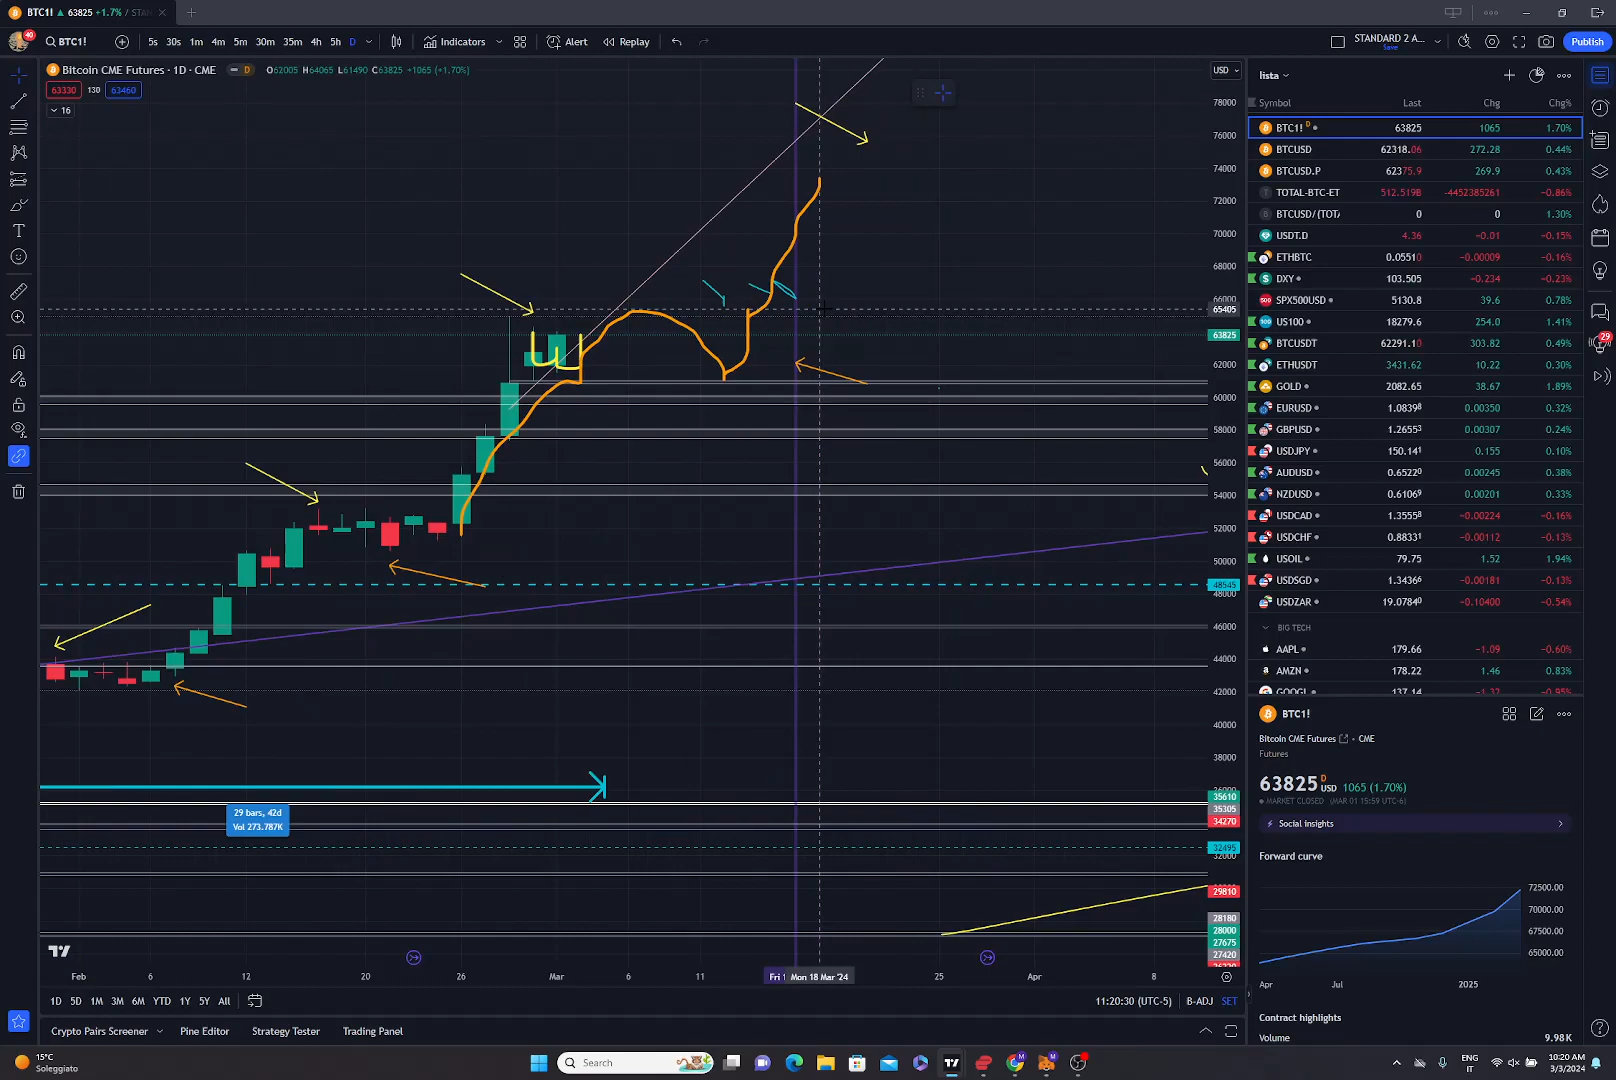 BTC1! ▲ 63825 +1.7% / STAN
40
BTC1!
5s 30s 1m 4m 5m 30m 35m 4h 5h D
Indicators
Alert
Replay
STANDARD 2 A...
Save
Publish
Bitcoin CME Futures · 1D · CME
D
O62005 H64065 L61490 C63825 +1065 (+1.70%)
63330 130 63460
16
USD
78000
76000
74000
72000
70000
68000
66000
65405
63825
62000
60000
58000
56000
54000
52000
50000
48545
48000
46000
44000
42000
40000
38000
35610
35305
34270
32495
32000
29810
28180
28000
27675
27420
29 bars, 42d
Vol 273.787K
Feb 6 12 20 26 Mar 6 11 Fri 1 Mon 18 Mar '24 25 Apr 8
1D 5D 1M 3M 6M YTD 1Y 5Y All
11:20:30 (UTC-5) B-ADJ SET
Crypto Pairs Screener Pine Editor Strategy Tester Trading Panel
lista
Symbol Last Chg Chg%
BTC1! D 63825 1065 1.70%
BTCUSD 62318.06 272.28 0.44%
BTCUSD.P 62375.9 269.9 0.43%
TOTAL-BTC-ET 512.519B -4452385261 -0.86%
BTCUSD/(TOTA 0 0 1.30%
USDT.D 4.36 -0.01 -0.15%
ETHBTC 0.05510 -0.00009 -0.16%
DXY 103.505 -0.234 -0.23%
SPX500USD 5130.8 39.6 0.78%
US100 18279.6 254.0 1.41%
BTCUSDT 62291.10 303.82 0.49%
ETHUSDT 3431.62 10.22 0.30%
GOLD 2082.65 38.67 1.89%
EURUSD 1.08398 0.00350 0.32%
GBPUSD 1.26553 0.00307 0.24%
USDJPY 150.141 0.155 0.10%
AUDUSD 0.65220 0.00245 0.38%
NZDUSD 0.61069 0.00201 0.33%
USDCAD 1.35558 -0.00224 -0.16%
USDCHF 0.88331 -0.00112 -0.13%
USOIL 79.75 1.52 1.94%
USDSGD 1.34436 -0.00181 -0.13%
USDZAR 19.07840 -0.10400 -0.54%
BIG TECH
AAPL 179.66 -1.09 -0.60%
AMZN 178.22 1.46 0.83%
GOOGL 137.14 -1.32 -0.95%
BTC1!
Bitcoin CME Futures · CME
Futures
63825 D USD 1065 (1.70%)
MARKET CLOSED (MAR 01 15:59 UTC-6)
Social insights
Forward curve
72500.00
70000.00
67500.00
65000.00
Apr Jul 2025
Contract highlights
Volume 9.98K
29
15°C
Soleggiato
Search
ENG
IT
10:20 AM
3/3/2024